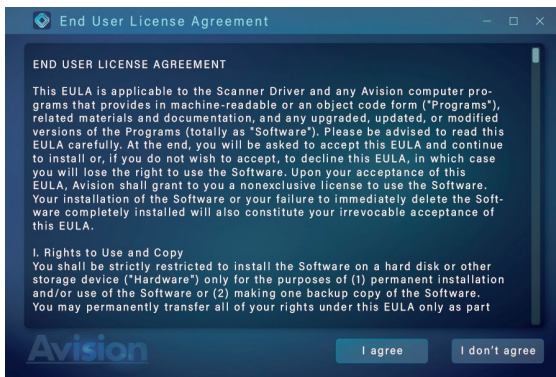 End User License Agreement
END USER LICENSE AGREEMENT
This EULA is applicable to the Scanner Driver and any Avision computer pro-
grams that provides in machine-readable or an object code form ("Programs"),
related materials and documentation, and any upgraded, updated, or modified
versions of the Programs (totally as "Software"). Please be advised to read this
EULA carefully. At the end, you will be asked to accept this EULA and continue
to install or, if you do not wish to accept, to decline this EULA, in which case
you will lose the right to use the Software. Upon your acceptance of this
EULA, Avision shall grant to you a nonexclusive license to use the Software.
Your installation of the Software or your failure to immediately delete the Soft-
ware completely installed will also constitute your irrevocable acceptance of
this EULA.
I. Rights to Use and Copy
You shall be strictly restricted to install the Software on a hard disk or other
storage device ("Hardware") only for the purposes of (1) permanent installation
and/or use of the Software or (2) making one backup copy of the Software.
You may permanently transfer all of your rights under this EULA only as part
Avision
I agree
I don't agree